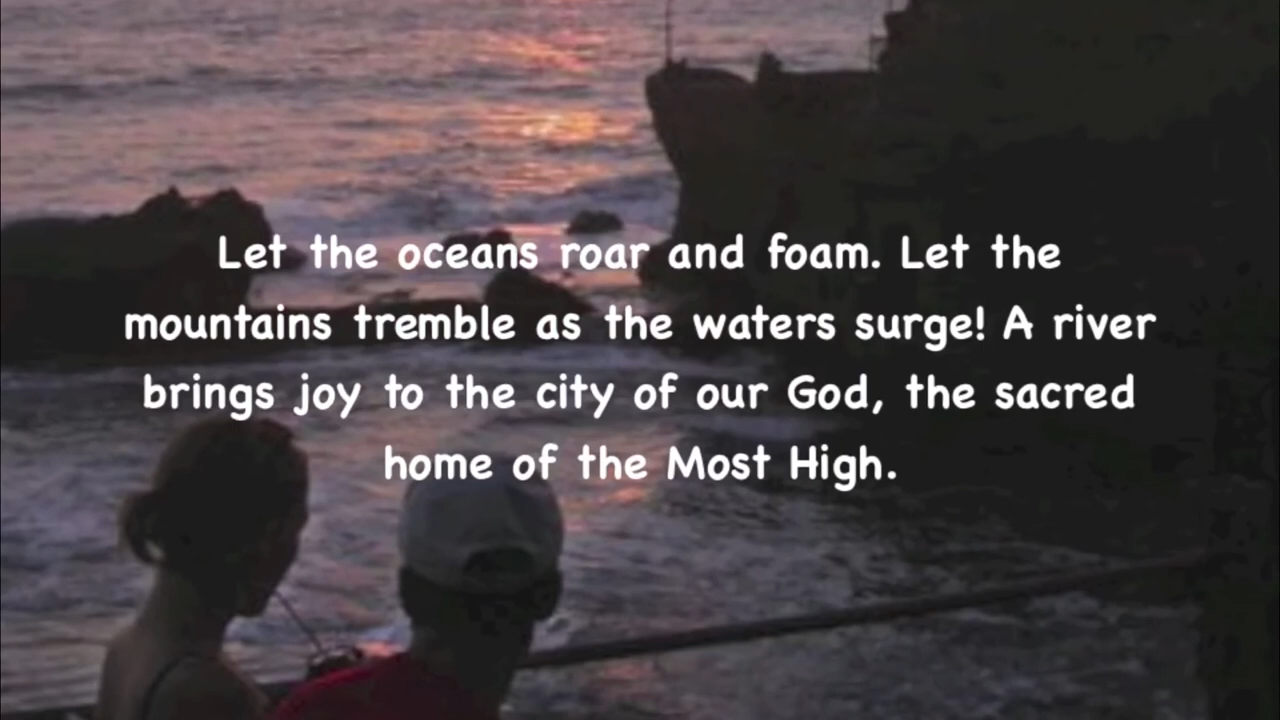 Let the oceans roar and foam. Let the
mountains tremble as the waters surge! A river
brings joy to the city of our God, the sacred
home of the Most High.